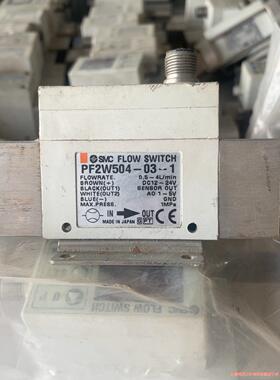 SMC FLOW SWITCH
PF2W504-03--1
FLOWRATE. 0.5~4L/min
BROWN(+) DC12~24V
BLACK(OUT1) SENSOR OUT
WHITE(OUT2) AO 1~5V
BLUE(-) GND
MAX.PRESS. 1MPa
IN OUT
MADE IN JAPAN
FLOW SWITCH